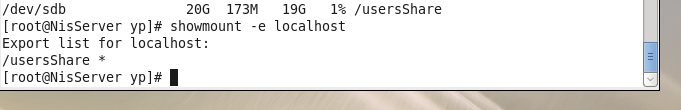 /dev/sdb 20G 173M 19G 1% /usersShare
[root@NisServer yp]# showmount -e localhost
Export list for localhost:
/usersShare *
[root@NisServer yp]#